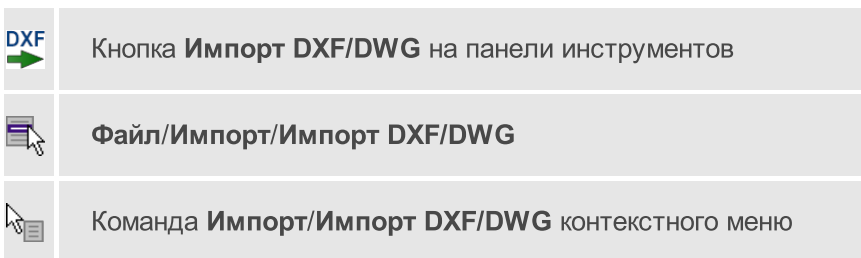 DXF
Кнопка Импорт DXF/DWG на панели инструментов
Файл/Импорт/Импорт DXF/DWG
Команда Импорт/Импорт DXF/DWG контекстного меню